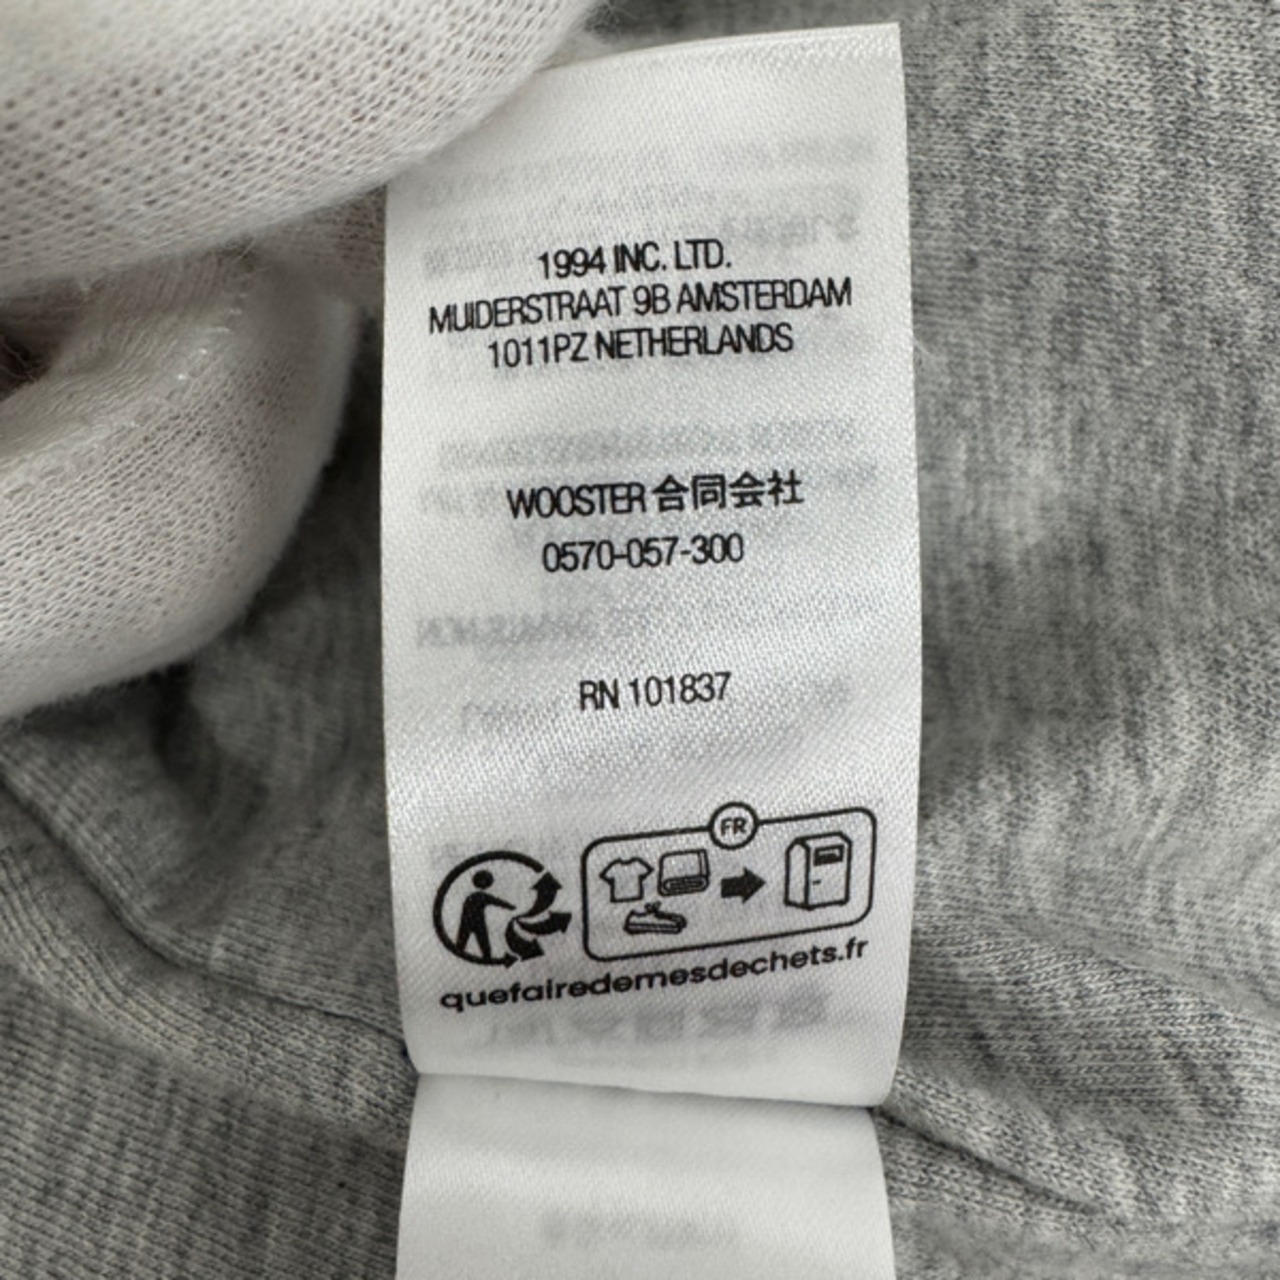 1994 INC. LTD.
MUIDERSTRAAT 9B AMSTERDAM
1011PZ NETHERLANDS
WOOSTER 合同会社
0570-057-300
RN 101837
FR
quefairedemesdechets.fr